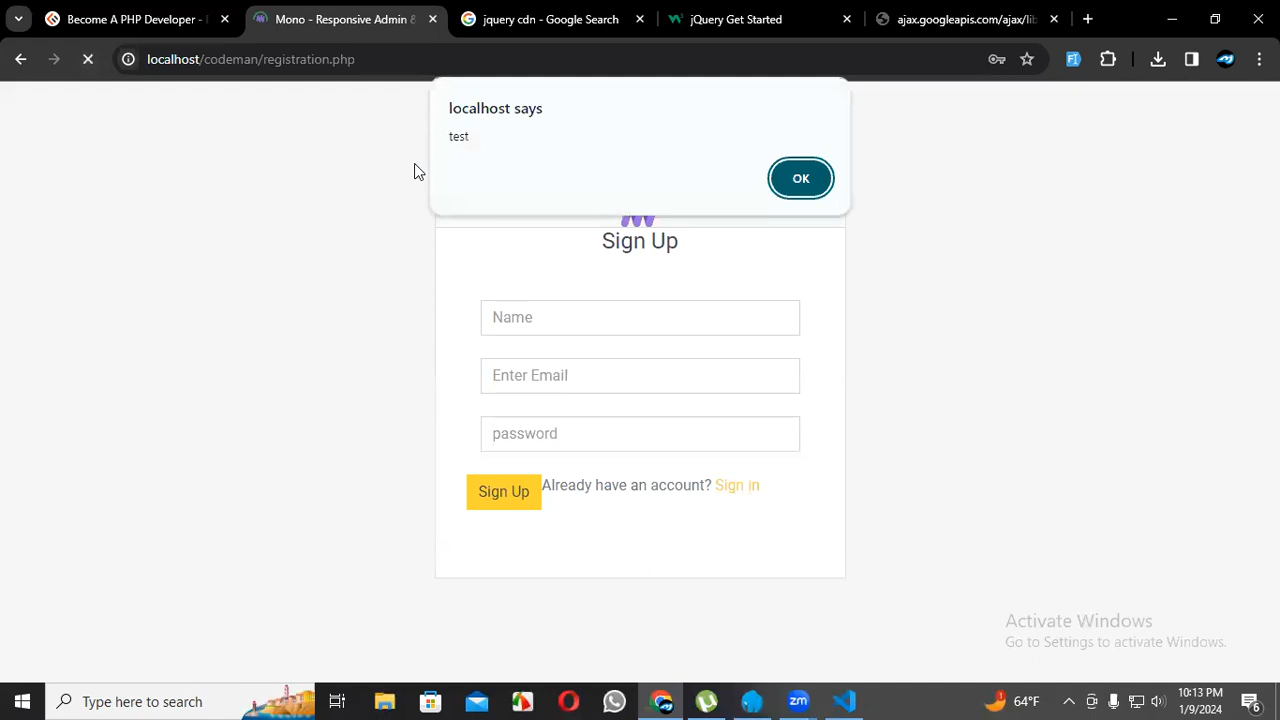 Become A PHP Developer -
Mono - Responsive Admin &
jquery cdn - Google Search
jQuery Get Started
ajax.googleapis.com/ajax/lib
localhost/codeman/registration.php
localhost says
test
OK
Sign Up
Name
Enter Email
password
Sign Up
Already have an account? Sign in
Activate Windows
Go to Settings to activate Windows.
Type here to search
64°F
10:13 PM
1/9/2024
6